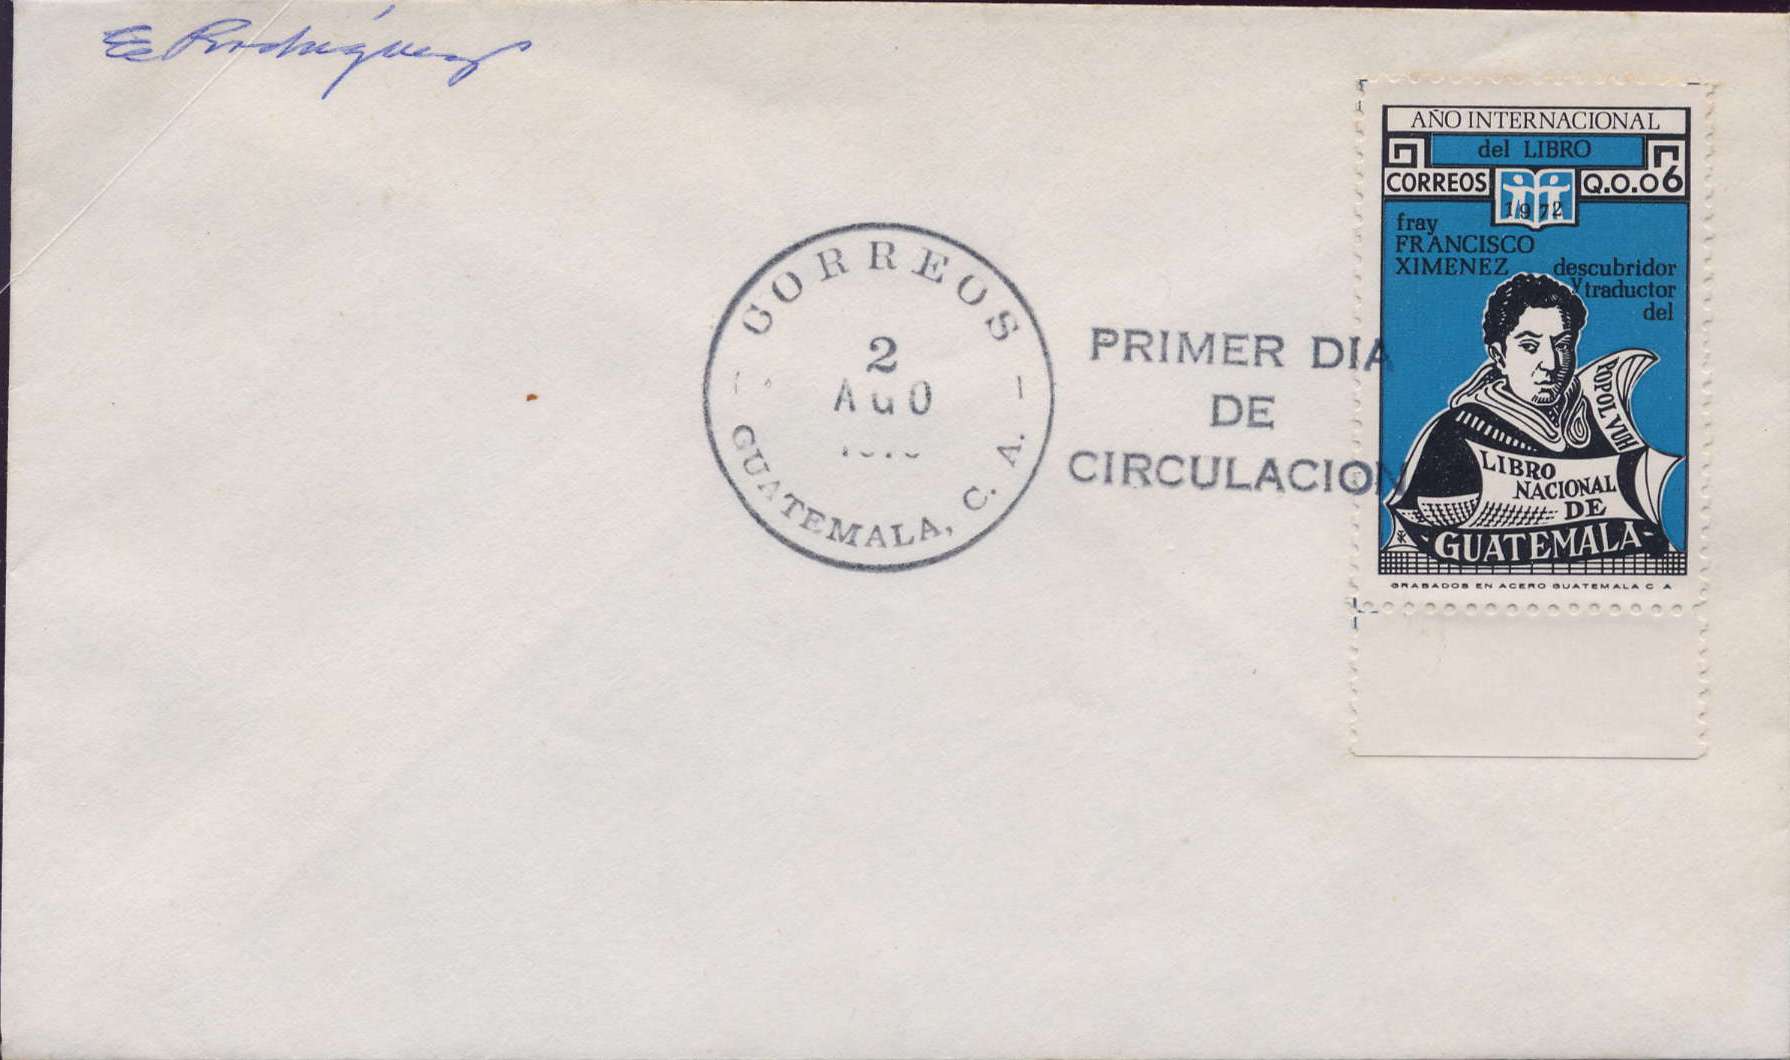 E Rodríguez
AÑO INTERNACIONAL
del LIBRO
CORREOS
Q.0.06
1972
fray
FRANCISCO
XIMENEZ
descubridor
y traductor
del
POPOL VUH
LIBRO
NACIONAL
DE
GUATEMALA
GRABADOS EN ACERO GUATEMALA C A
CORREOS
2
AGO
GUATEMALA, C. A.
PRIMER DIA
DE
CIRCULACION